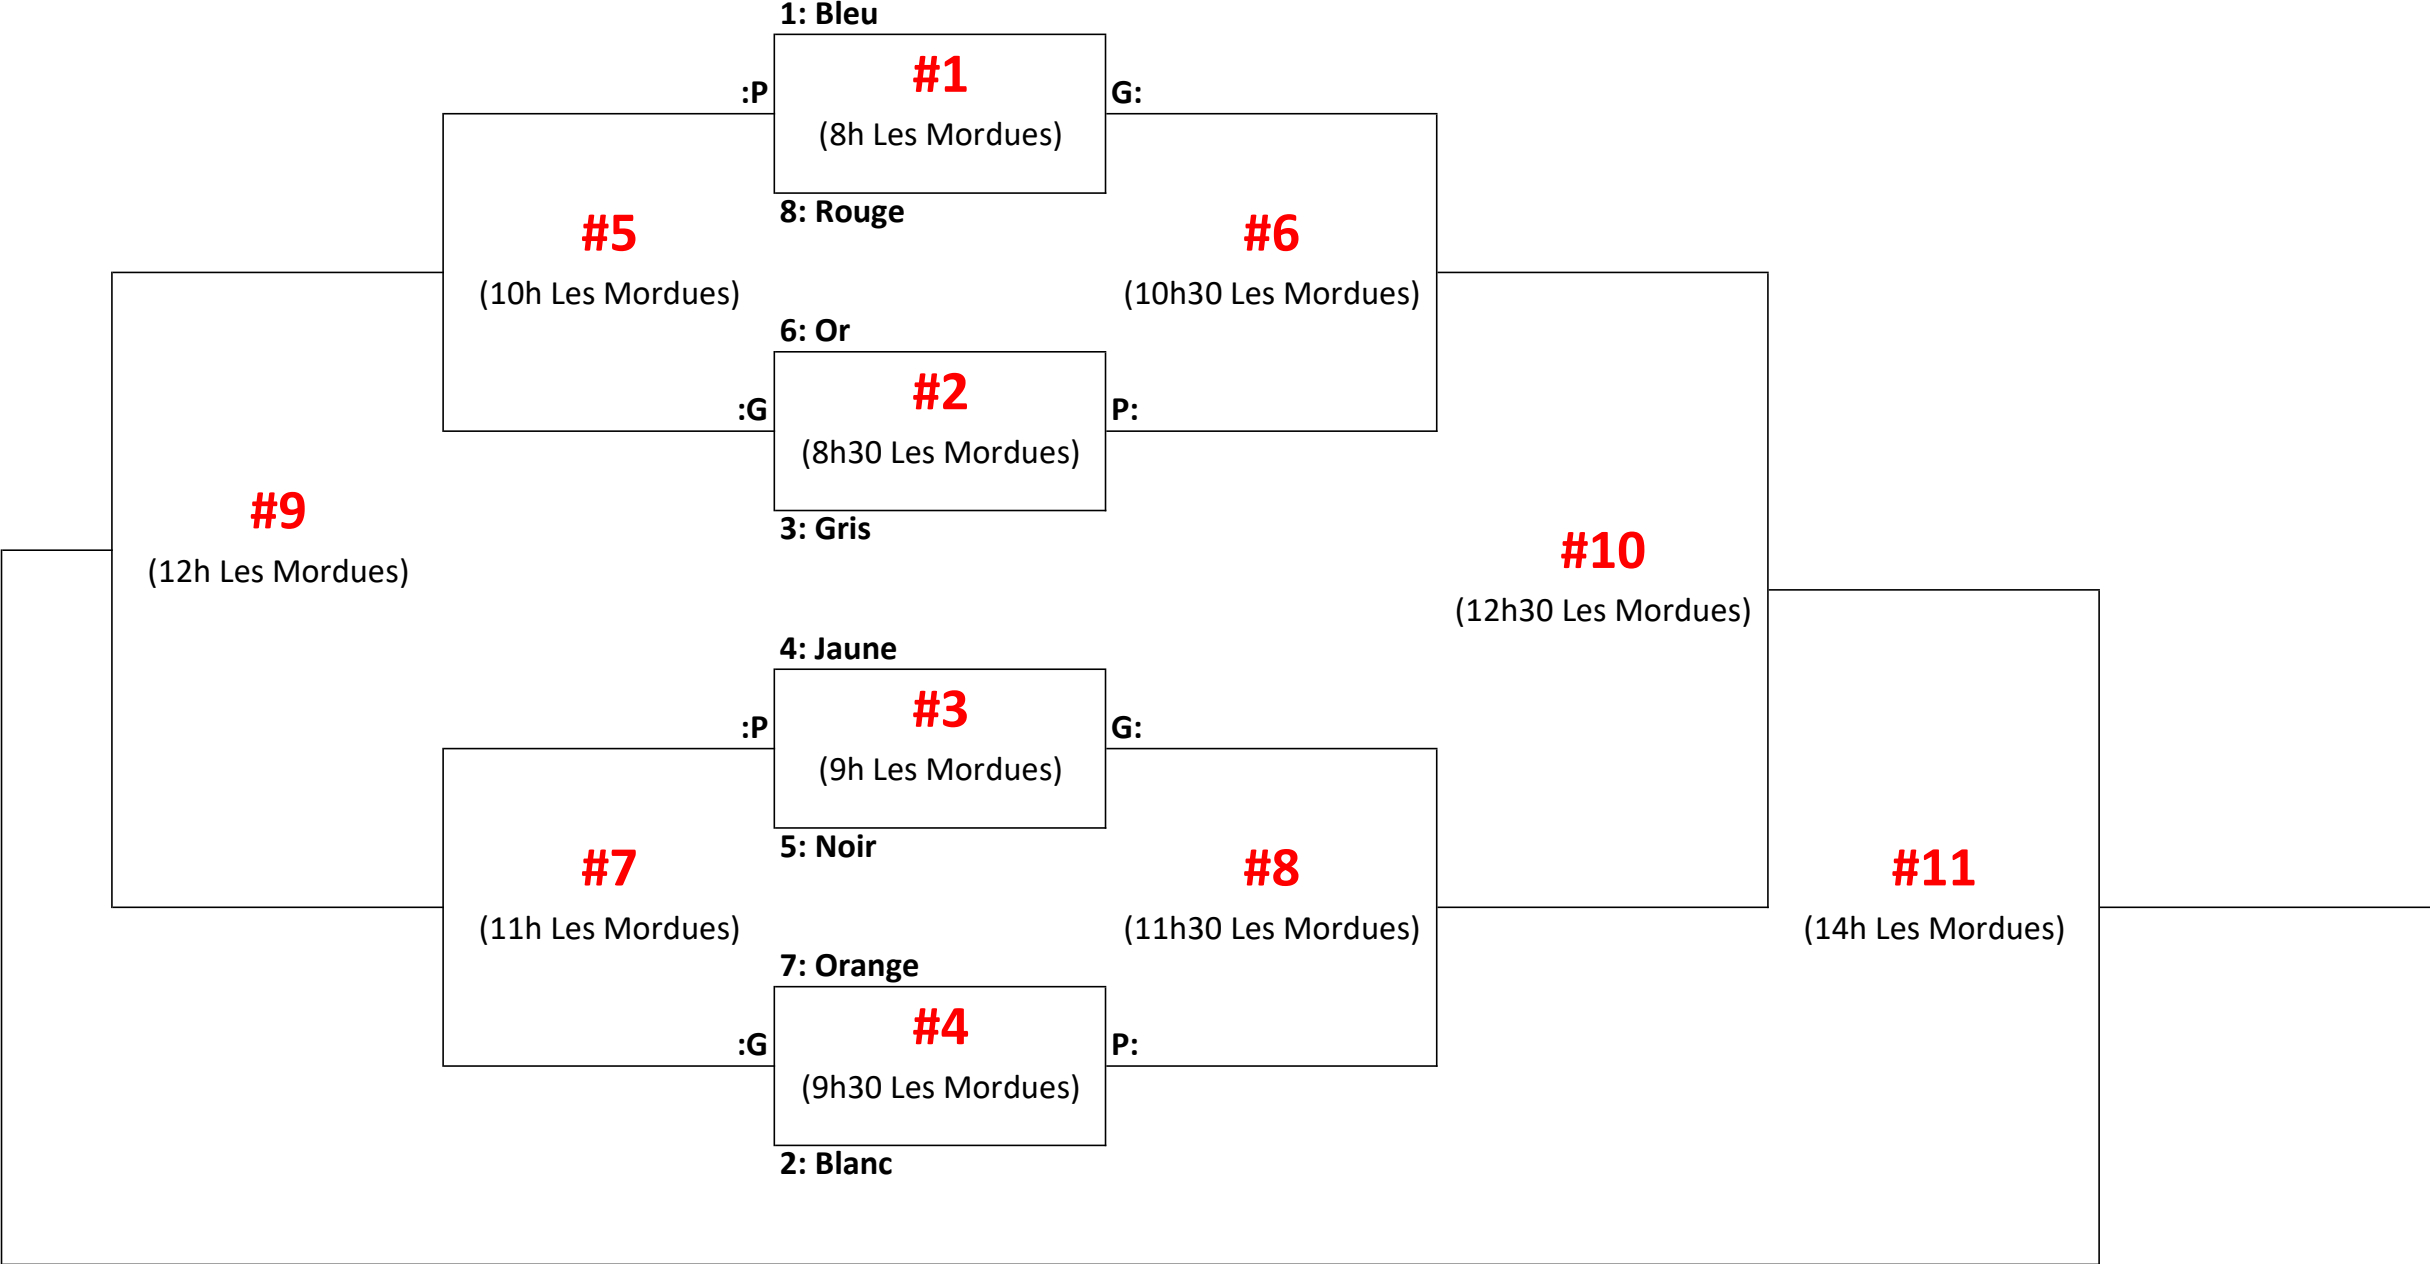 1: Bleu
#1
:P
G:
(8h Les Mordues)
8: Rouge
#5
#6
(10h Les Mordues)
(10h30 Les Mordues)
6: Or
#2
:G
P:
(8h30 Les Mordues)
#9
3: Gris
#10
(12h Les Mordues)
(12h30 Les Mordues)
4: Jaune
#3
:P
G:
(9h Les Mordues)
5: Noir
#7
#8
#11
(11h Les Mordues)
(11h30 Les Mordues)
(14h Les Mordues)
7: Orange
#4
:G
P:
(9h30 Les Mordues)
2: Blanc